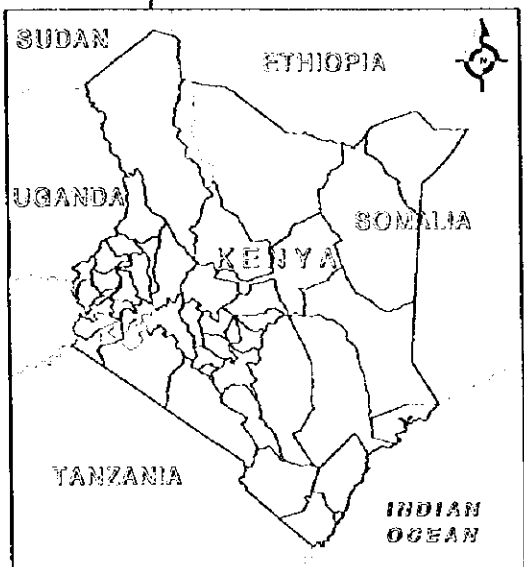 SUDAN
ETHIOPIA
N
UGANDA
SOMALIA
KENYA
TANZANIA
INDIAN
OCEAN